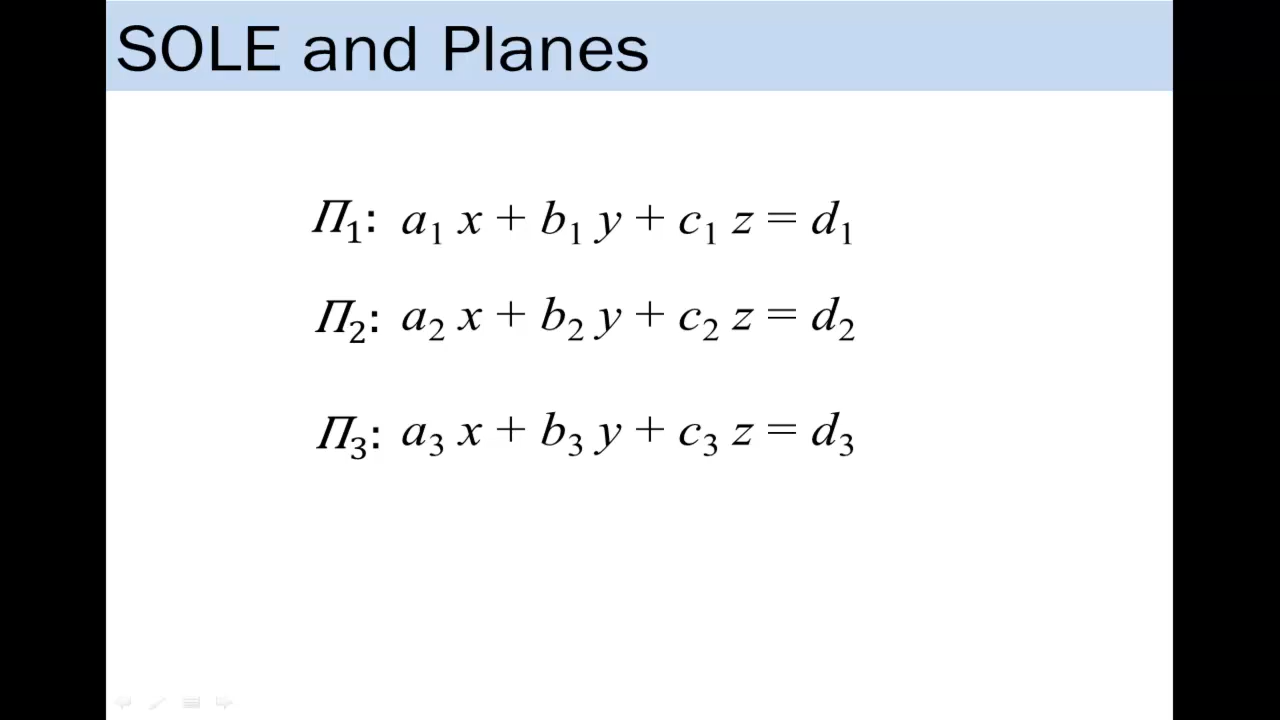 SOLE and Planes
Π₁: a₁ x + b₁ y + c₁ z = d₁
Π₂: a₂ x + b₂ y + c₂ z = d₂
Π₃: a₃ x + b₃ y + c₃ z = d₃